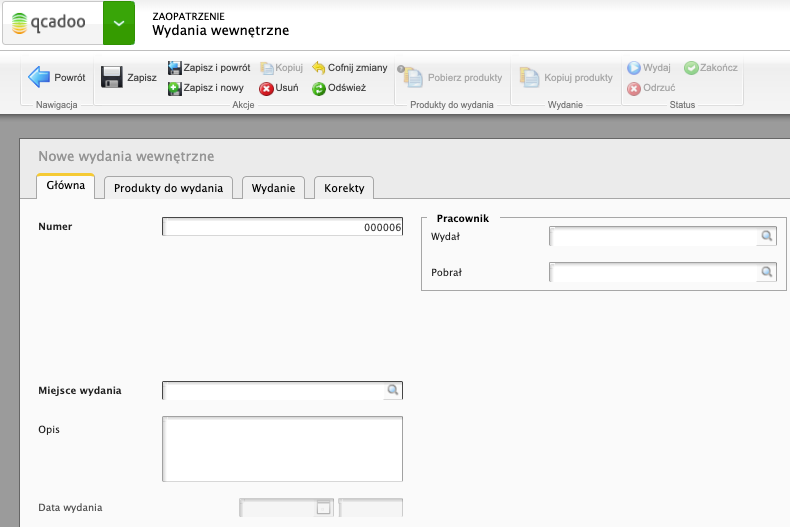 qcadoo
ZAOPATRZENIE
Wydania wewnętrzne
Powrót
Nawigacja
Zapisz
Zapisz i powrót
Kopiuj
Cofnij zmiany
Zapisz i nowy
Usuń
Odśwież
Akcje
Pobierz produkty
Produkty do wydania
Kopiuj produkty
Wydanie
Wydaj
Zakończ
Odrzuć
Status
Nowe wydania wewnętrzne
Główna
Produkty do wydania
Wydanie
Korekty
Numer
000006
Pracownik
Wydał
Pobrał
Miejsce wydania
Opis
Data wydania